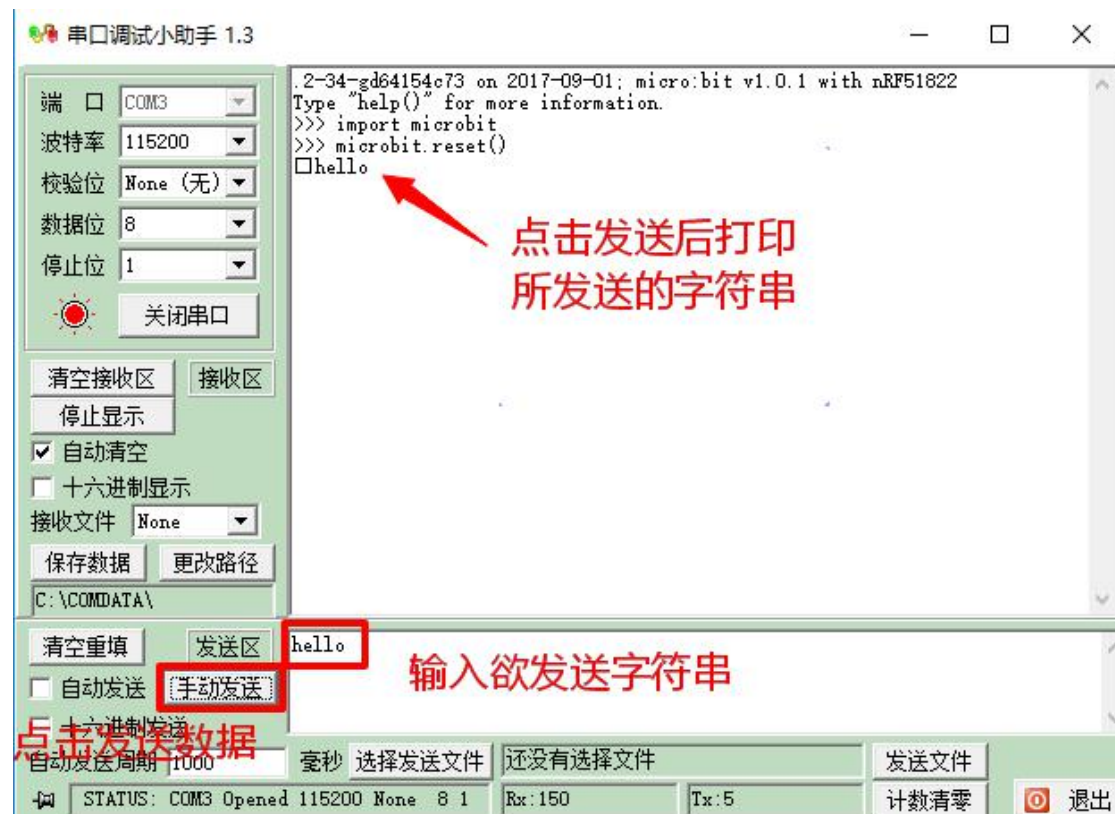 串口调试小助手 1.3
端 口 COM3
波特率 115200
校验位 None (无)
数据位 8
停止位 1
关闭串口
清空接收区 接收区
停止显示
自动清空
十六进制显示
接收文件 None
保存数据 更改路径
C:\COMDATA\
.2-34-gd64154c73 on 2017-09-01; micro:bit v1.0.1 with nRF51822
Type "help()" for more information.
>>> import microbit
>>> microbit.reset()
□hello
点击发送后打印
所发送的字符串
清空重填 发送区 hello
输入欲发送字符串
自动发送 手动发送
十六进制发送
点击发送数据
自动发送周期 1000 毫秒 选择发送文件 还没有选择文件 发送文件
STATUS: COM3 Opened 115200 None 8 1 Rx:150 Tx:5 计数清零 退出